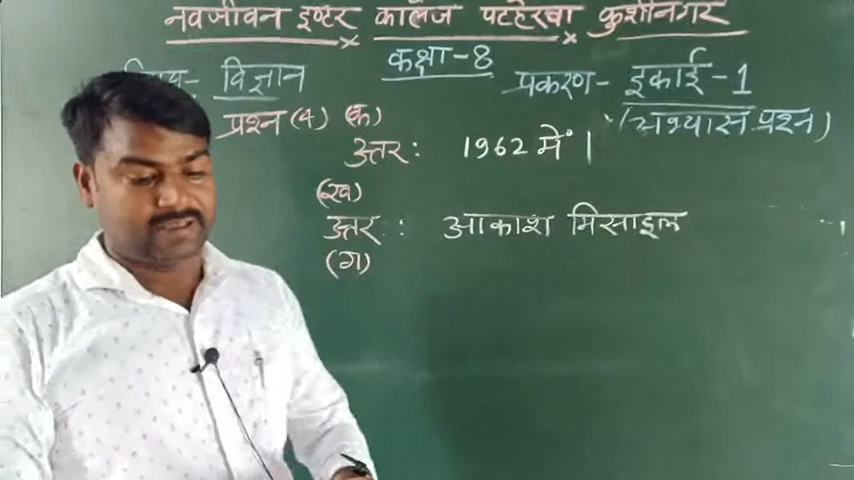 नवजीवन इण्टर कालेज पटहेरवा कुशीनगर
कक्षा-8
विषय:- विज्ञान
प्रकरण- इकाई-1
(अभ्यास प्रश्न)
प्रश्न (4) (क)
उत्तर: 1962 में।
(ख)
उत्तर: आकाश मिसाइल
(ग)